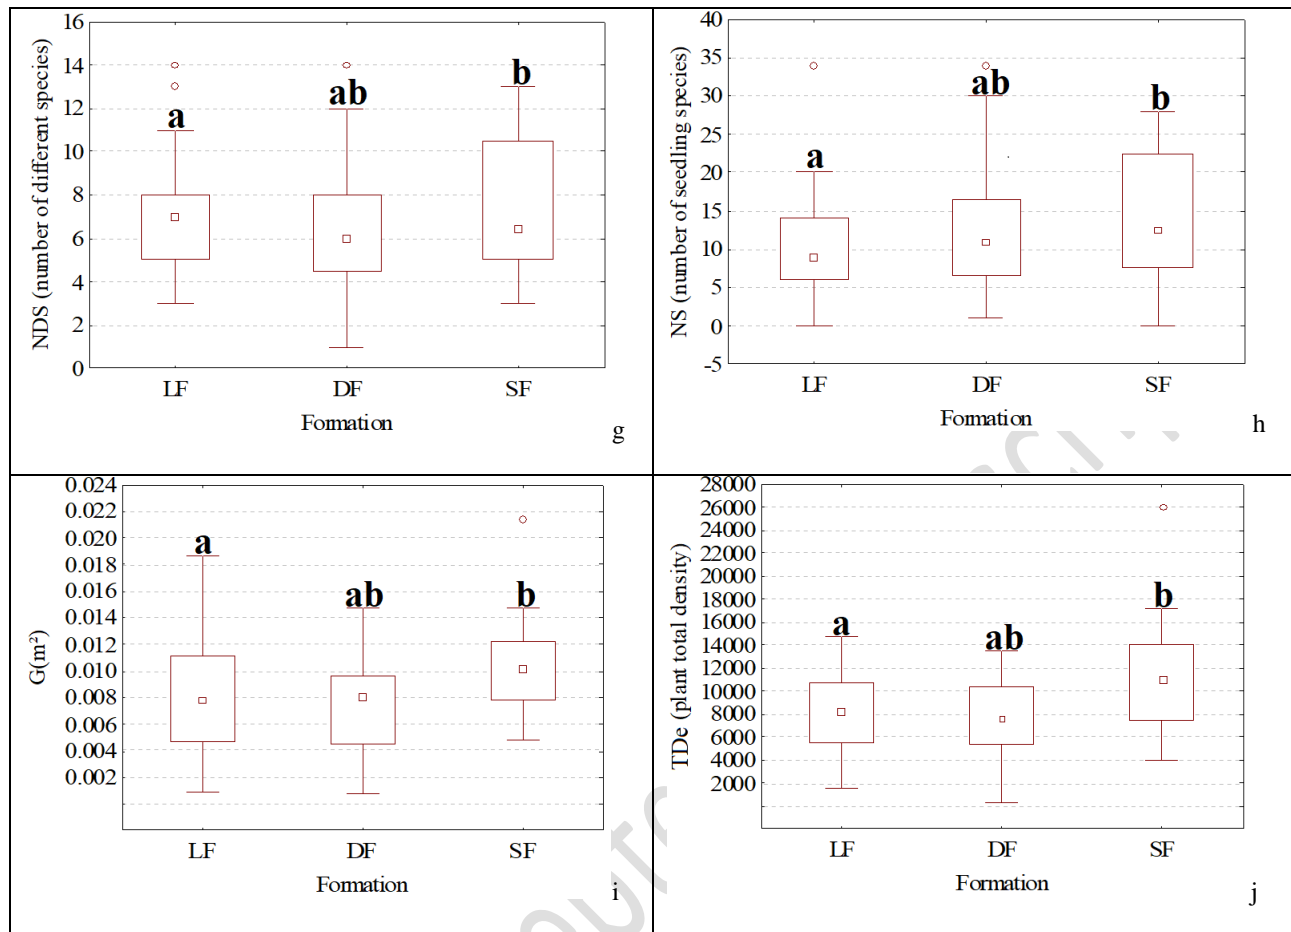 NDS (number of different species)
16
14
12
10
8
6
4
2
0
a
ab
b
LF DF SF
Formation
g
NS (number of seedling species)
40
35
30
25
20
15
10
5
0
-5
a
ab
b
LF DF SF
Formation
h
G(m²)
0.024
0.022
0.020
0.018
0.016
0.014
0.012
0.010
0.008
0.006
0.004
0.002
a
ab
b
LF DF SF
Formation
i
TDe (plant total density)
28000
26000
24000
22000
20000
18000
16000
14000
12000
10000
8000
6000
4000
2000
a
ab
b
LF DF SF
Formation
j